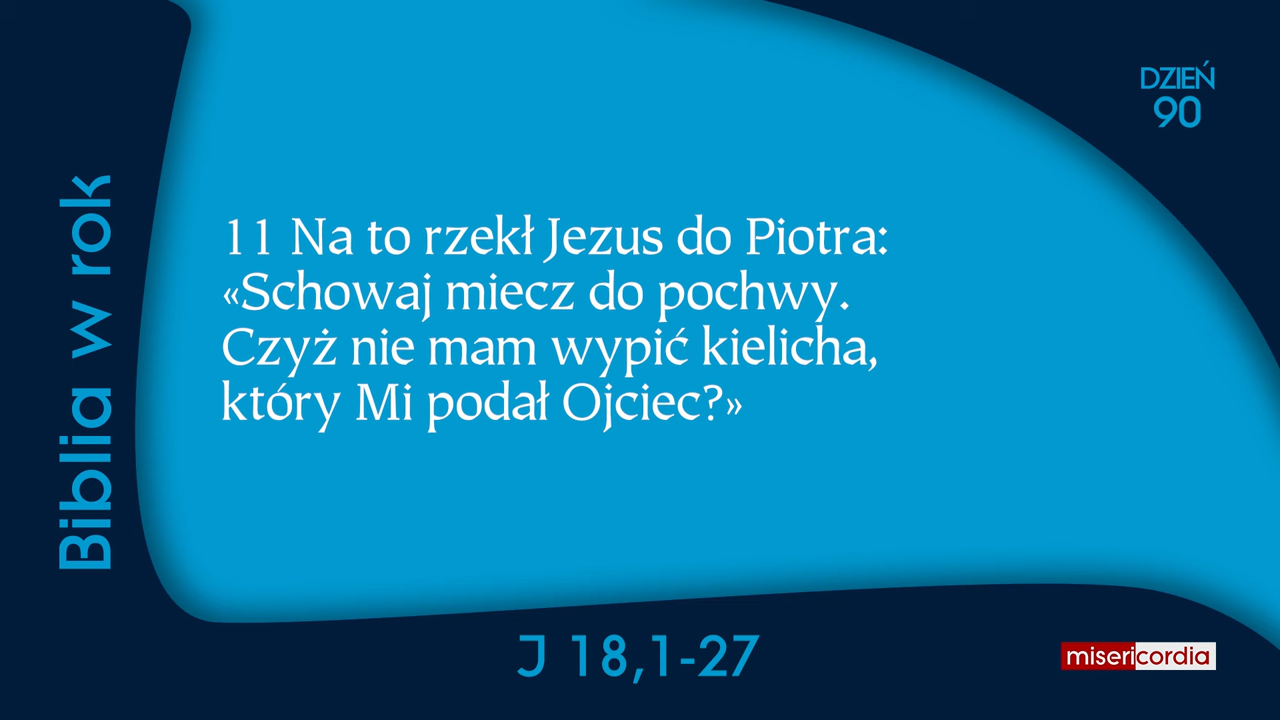 DZIEŃ
90
Biblia w rok
11 Na to rzekł Jezus do Piotra:
«Schowaj miecz do pochwy.
Czyż nie mam wypić kielicha,
który Mi podał Ojciec?»
J 18,1-27
misericordia